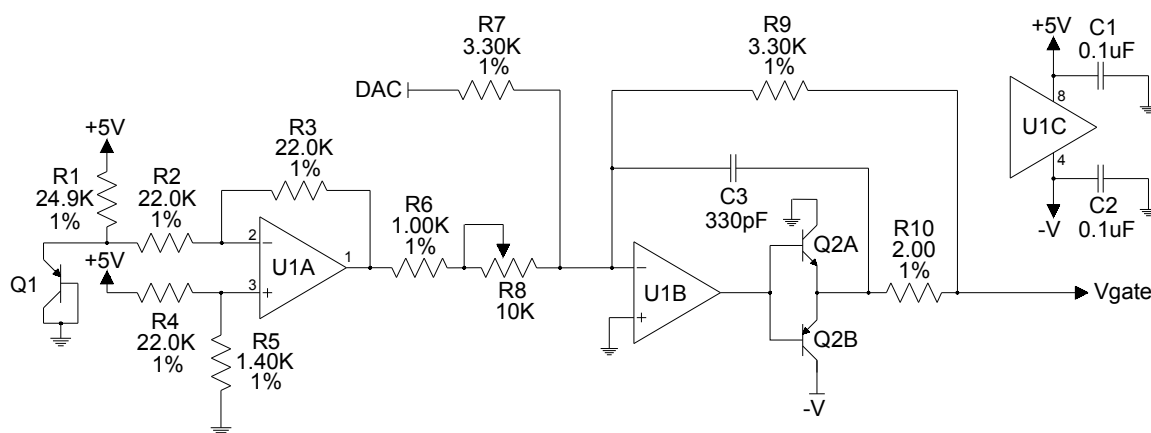 R7
3.30K
1%
DAC
R9
3.30K
1%
+5V
C1
0.1uF
8
U1C
4
C2
0.1uF
-V
+5V
R1
24.9K
1%
R2
22.0K
1%
R3
22.0K
1%
2
−
U1A
1
3
+
+5V
Q1
R4
22.0K
1%
R5
1.40K
1%
R6
1.00K
1%
R8
10K
C3
330pF
−
U1B
+
Q2A
Q2B
-V
R10
2.00
1%
Vgate